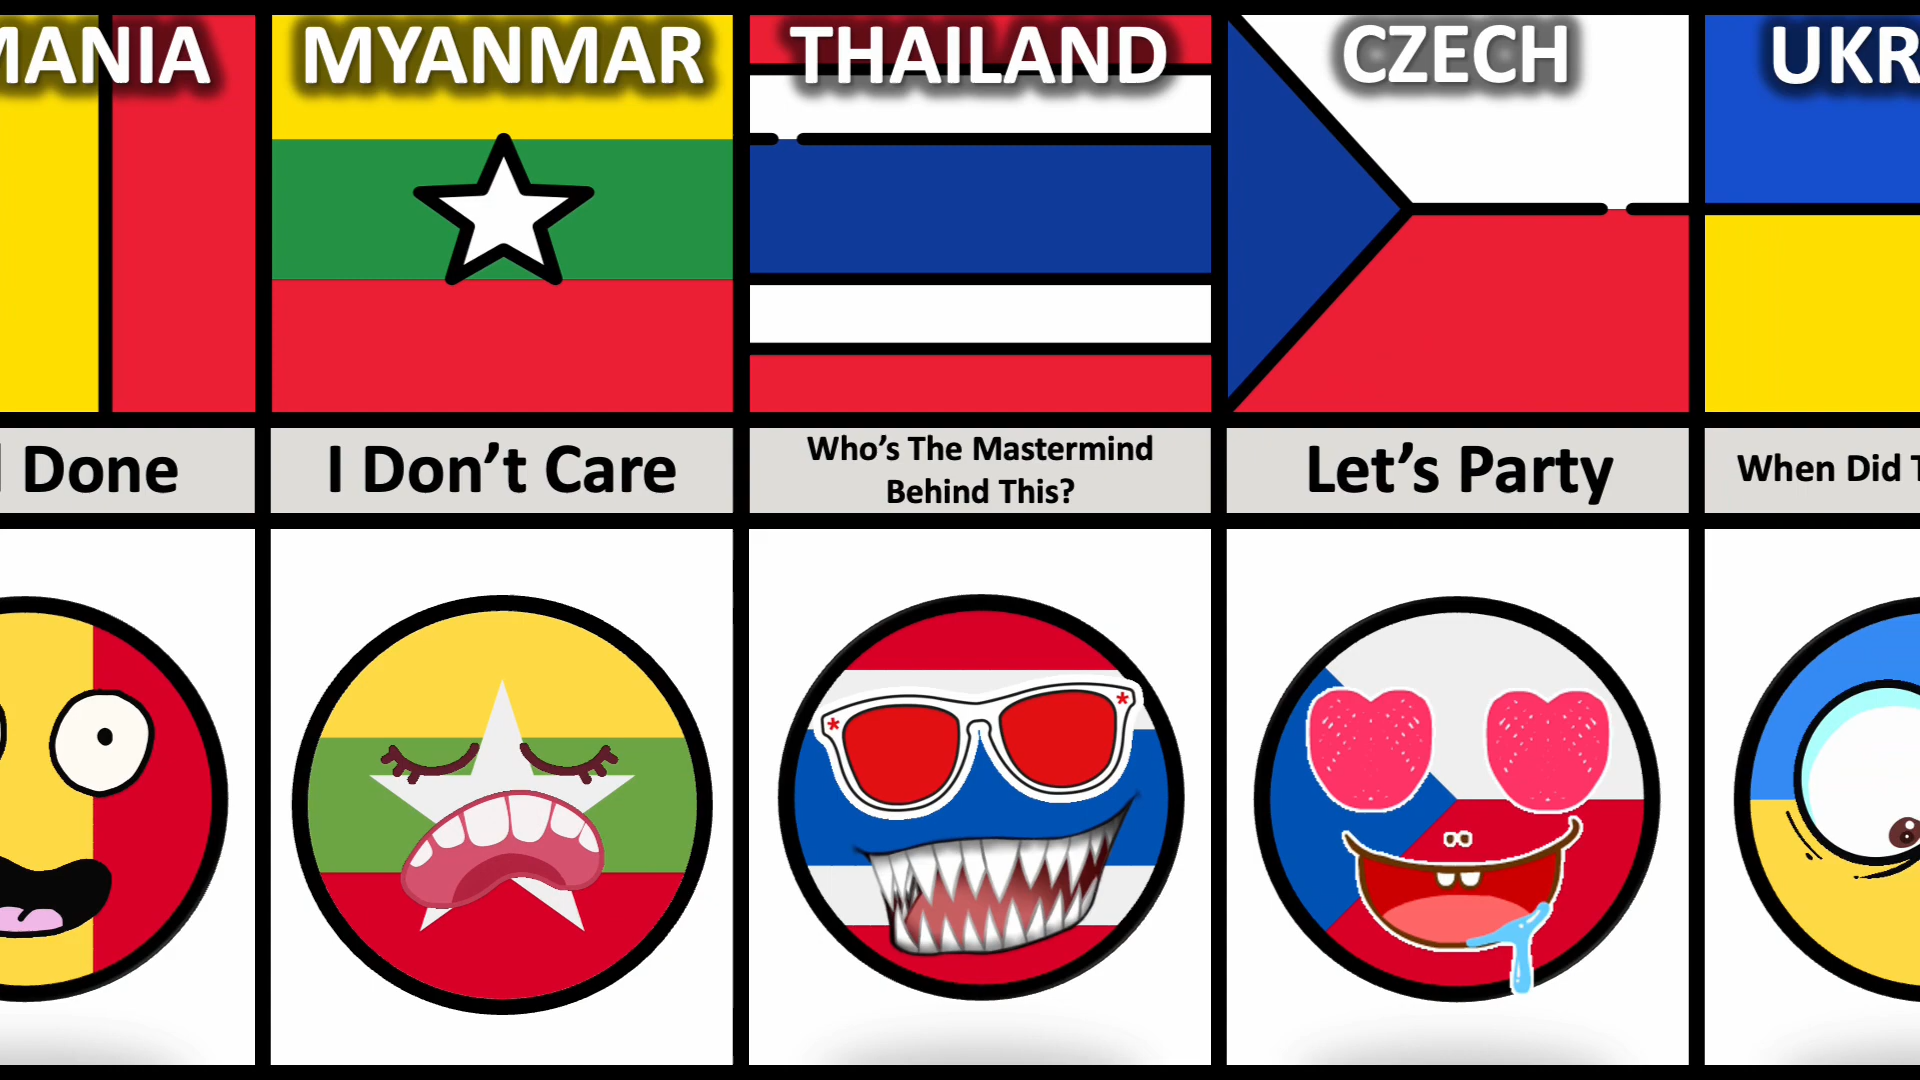 MANIA
MYANMAR
THAILAND
CZECH
UKR
Done
I Don’t Care
Who’s The Mastermind
Behind This?
Let’s Party
When Did